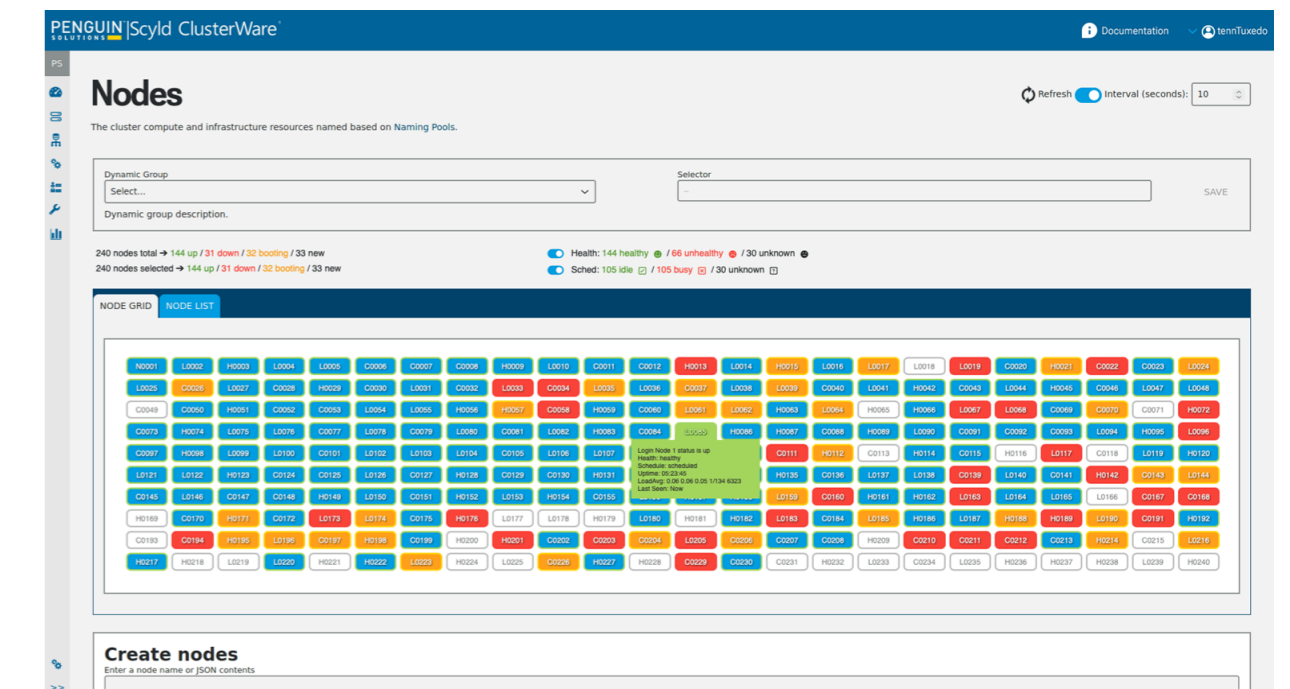 PENGUIN SOLUTIONS Scyld ClusterWare
Documentation
tennTuxedo
PS
Nodes
Refresh Interval (seconds): 10
The cluster compute and infrastructure resources named based on Naming Pools.
Dynamic Group
Selector
Select...
–
SAVE
Dynamic group description.
240 nodes total → 144 up / 31 down / 32 booting / 33 new
Health: 144 healthy / 66 unhealthy / 30 unknown
240 nodes selected → 144 up / 31 down / 32 booting / 33 new
Sched: 105 idle / 105 busy / 30 unknown
NODE GRID NODE LIST
N0001 L0002 H0003 L0004 L0005 C0006 C0007 C0008 H0009 L0010 C0011 C0012 H0013 L0014 H0015 L0016 L0017 L0018 L0019 C0020 H0021 C0022 C0023 L0024
L0025 C0026 L0027 C0028 H0029 C0030 L0031 C0032 L0033 C0034 L0035 L0036 C0037 L0038 L0039 C0040 L0041 H0042 C0043 L0044 H0045 C0046 L0047 L0048
C0049 C0050 H0051 C0052 C0053 L0054 L0055 H0056 H0057 C0058 H0059 C0060 L0061 L0062 H0063 L0064 H0065 H0066 L0067 L0068 C0069 C0070 C0071 H0072
C0073 H0074 L0075 L0076 C0077 L0078 C0079 L0080 C0081 L0082 H0083 C0084 H0086 H0087 C0088 H0089 L0090 C0091 C0092 C0093 L0094 H0095 L0096
C0097 H0098 L0099 L0100 C0101 L0102 L0103 L0104 C0105 L0106 L0107 C0111 H0112 C0113 H0114 C0115 H0116 L0117 C0118 L0119 H0120
L0121 L0122 H0123 C0124 C0125 L0126 C0127 H0128 C0129 C0130 H0131 H0135 C0136 L0137 L0138 C0139 L0140 C0141 H0142 C0143 L0144
C0145 L0146 C0147 C0148 H0149 L0150 C0151 H0152 L0153 H0154 C0155 L0159 C0160 H0161 H0162 L0163 L0164 L0165 L0166 C0167 C0168
H0169 C0170 H0171 C0172 L0173 L0174 C0175 H0176 L0177 L0178 H0179 L0180 H0181 H0182 L0183 C0184 L0185 H0186 L0187 H0188 H0189 L0190 C0191 H0192
C0193 C0194 H0195 L0196 C0197 H0198 C0199 H0200 H0201 C0202 C0203 C0204 L0205 C0206 C0207 C0208 H0209 C0210 C0211 C0212 C0213 H0214 C0215 L0216
H0217 H0218 L0219 L0220 H0221 H0222 L0223 H0224 L0225 C0226 H0227 H0228 C0229 C0230 C0231 H0232 L0233 C0234 L0235 H0236 H0237 H0238 L0239 H0240
Login Node 1 status is up
Health: healthy
Schedule: scheduled
Uptime: 05:23:45
LoadAvg: 0.06 0.06 0.05 1/134 6323
Last Seen: Now
Create nodes
Enter a node name or JSON contents
>>